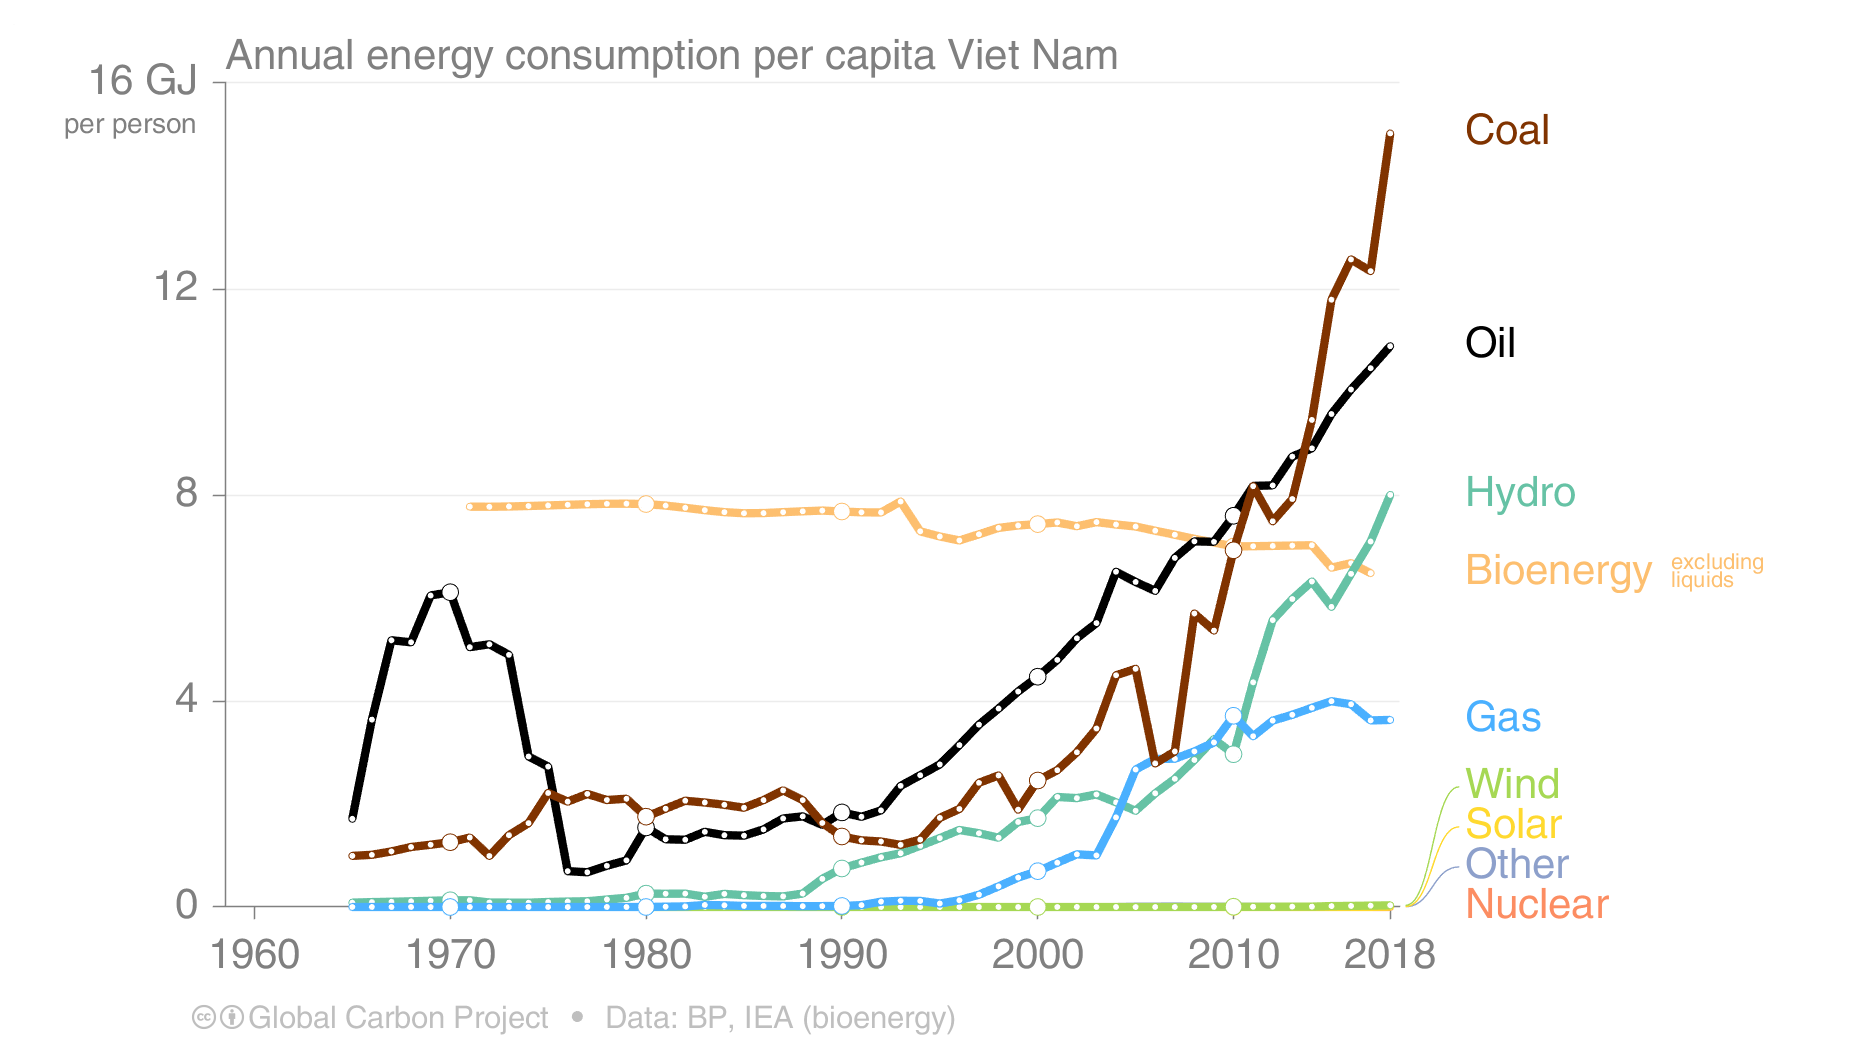 Annual energy consumption per capita Viet Nam
16 GJ
per person
12
8
4
0
1960 1970 1980 1990 2000 2010 2018
Coal
Oil
Hydro
Bioenergy excluding
liquids
Gas
Wind
Solar
Other
Nuclear
cc Global Carbon Project • Data: BP, IEA (bioenergy)